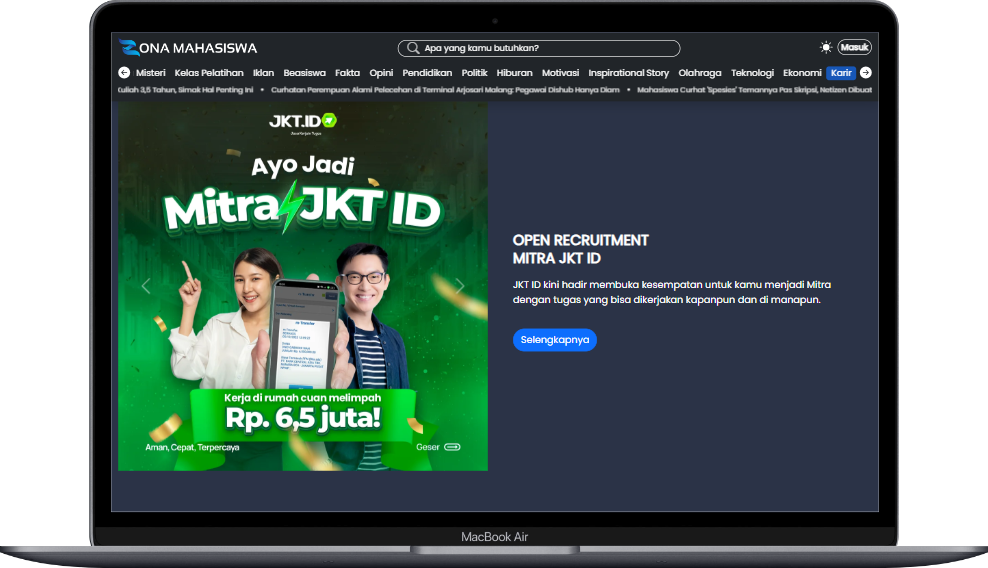 ZONA MAHASISWA
Apa yang kamu butuhkan?
Masuk
Misteri Kelas Pelatihan Iklan Beasiswa Fakta Opini Pendidikan Politik Hiburan Motivasi Inspirational Story Olahraga Teknologi Ekonomi Karir
Kuliah 3,5 Tahun, Simak Hal Penting Ini • Curhatan Perempuan Alami Pelecehan di Terminal Arjosari Malang: Pegawai Dishub Hanya Diam • Mahasiswa Curhat 'Spesies' Temannya Pas Skripsi, Netizen Dibuat
JKT.ID
Ayo Jadi
Mitra JKT ID
Kerja di rumah cuan melimpah
Rp. 6,5 juta!
Aman, Cepat, Terpercaya
Geser
OPEN RECRUITMENT
MITRA JKT ID
JKT ID kini hadir membuka kesempatan untuk kamu menjadi Mitra
dengan tugas yang bisa dikerjakan kapanpun dan di manapun.
Selengkapnya
MacBook Air